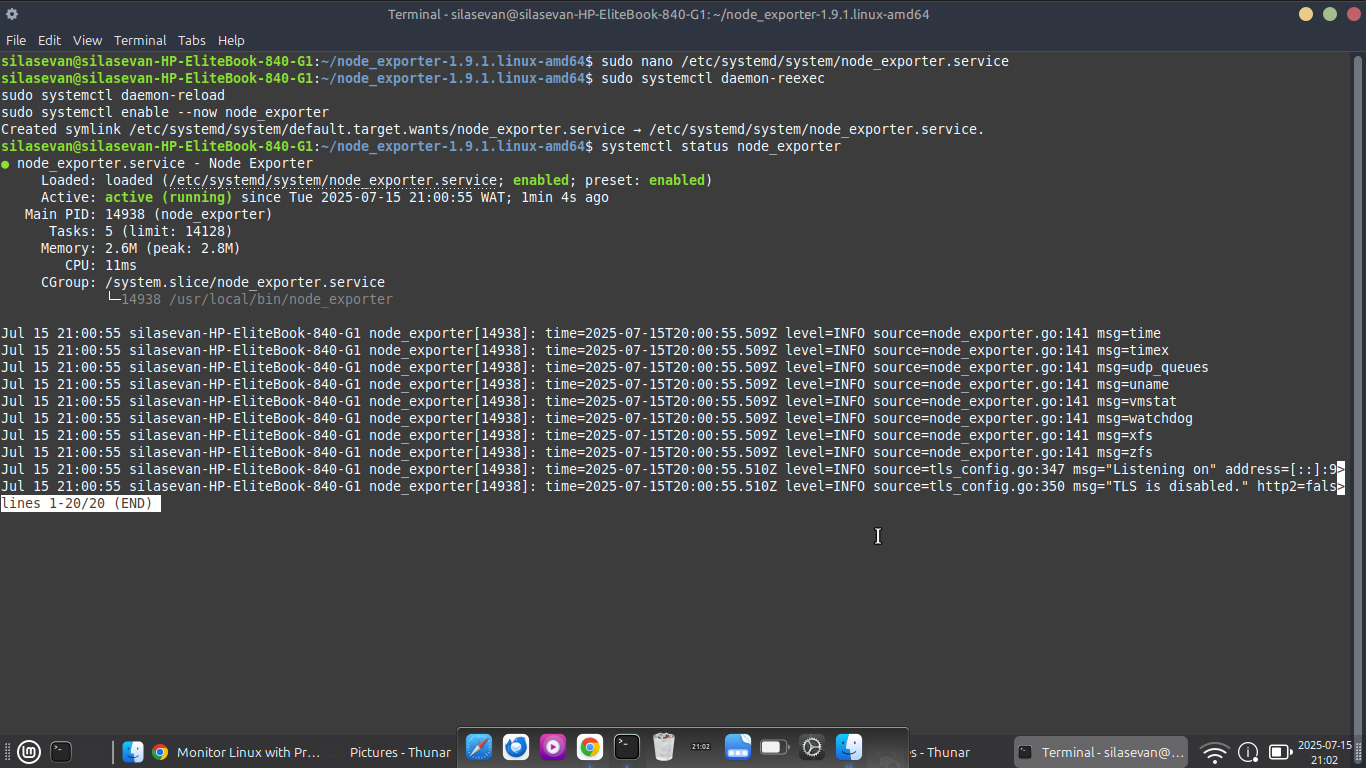 Terminal - silasevan@silasevan-HP-EliteBook-840-G1: ~/node_exporter-1.9.1.linux-amd64
File Edit View Terminal Tabs Help
silasevan@silasevan-HP-EliteBook-840-G1:~/node_exporter-1.9.1.linux-amd64$ sudo nano /etc/systemd/system/node_exporter.service
silasevan@silasevan-HP-EliteBook-840-G1:~/node_exporter-1.9.1.linux-amd64$ sudo systemctl daemon-reexec
sudo systemctl daemon-reload
sudo systemctl enable --now node_exporter
Created symlink /etc/systemd/system/default.target.wants/node_exporter.service → /etc/systemd/system/node_exporter.service.
silasevan@silasevan-HP-EliteBook-840-G1:~/node_exporter-1.9.1.linux-amd64$ systemctl status node_exporter
● node_exporter.service - Node Exporter
Loaded: loaded (/etc/systemd/system/node_exporter.service; enabled; preset: enabled)
Active: active (running) since Tue 2025-07-15 21:00:55 WAT; 1min 4s ago
Main PID: 14938 (node_exporter)
Tasks: 5 (limit: 14128)
Memory: 2.6M (peak: 2.8M)
CPU: 11ms
CGroup: /system.slice/node_exporter.service
└─14938 /usr/local/bin/node_exporter
Jul 15 21:00:55 silasevan-HP-EliteBook-840-G1 node_exporter[14938]: time=2025-07-15T20:00:55.509Z level=INFO source=node_exporter.go:141 msg=time
Jul 15 21:00:55 silasevan-HP-EliteBook-840-G1 node_exporter[14938]: time=2025-07-15T20:00:55.509Z level=INFO source=node_exporter.go:141 msg=timex
Jul 15 21:00:55 silasevan-HP-EliteBook-840-G1 node_exporter[14938]: time=2025-07-15T20:00:55.509Z level=INFO source=node_exporter.go:141 msg=udp_queues
Jul 15 21:00:55 silasevan-HP-EliteBook-840-G1 node_exporter[14938]: time=2025-07-15T20:00:55.509Z level=INFO source=node_exporter.go:141 msg=uname
Jul 15 21:00:55 silasevan-HP-EliteBook-840-G1 node_exporter[14938]: time=2025-07-15T20:00:55.509Z level=INFO source=node_exporter.go:141 msg=vmstat
Jul 15 21:00:55 silasevan-HP-EliteBook-840-G1 node_exporter[14938]: time=2025-07-15T20:00:55.509Z level=INFO source=node_exporter.go:141 msg=watchdog
Jul 15 21:00:55 silasevan-HP-EliteBook-840-G1 node_exporter[14938]: time=2025-07-15T20:00:55.509Z level=INFO source=node_exporter.go:141 msg=xfs
Jul 15 21:00:55 silasevan-HP-EliteBook-840-G1 node_exporter[14938]: time=2025-07-15T20:00:55.509Z level=INFO source=node_exporter.go:141 msg=zfs
Jul 15 21:00:55 silasevan-HP-EliteBook-840-G1 node_exporter[14938]: time=2025-07-15T20:00:55.510Z level=INFO source=tls_config.go:347 msg="Listening on" address=[::]:9>
Jul 15 21:00:55 silasevan-HP-EliteBook-840-G1 node_exporter[14938]: time=2025-07-15T20:00:55.510Z level=INFO source=tls_config.go:350 msg="TLS is disabled." http2=fals>
lines 1-20/20 (END)
Monitor Linux with Pr... Pictures - Thunar 21:02 es - Thunar Terminal - silasevan@... 2025-07-15
21:02